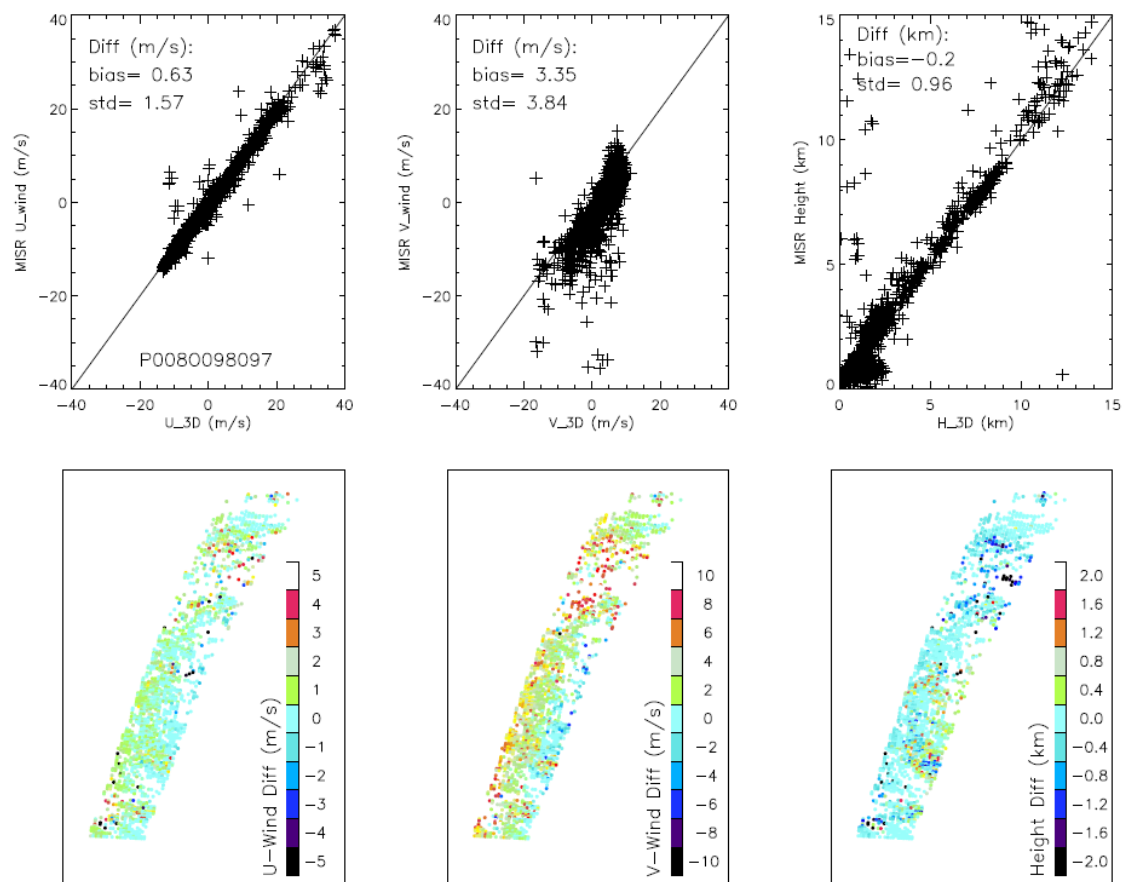 Diff (m/s):
bias= 0.63
std= 1.57
P0080098097
MISR U_wind (m/s)
40
20
0
−20
−40
−40 −20 0 20 40
U_3D (m/s)
Diff (m/s):
bias= 3.35
std= 3.84
MISR V_wind (m/s)
40
20
0
−20
−40
−40 −20 0 20 40
V_3D (m/s)
Diff (km):
bias=−0.2
std= 0.96
MISR Height (km)
15
10
5
0
0 5 10 15
H_3D (km)
U−Wind Diff (m/s)
5
4
3
2
1
0
−1
−2
−3
−4
−5
V−Wind Diff (m/s)
10
8
6
4
2
0
−2
−4
−6
−8
−10
Height Diff (km)
2.0
1.6
1.2
0.8
0.4
0.0
−0.4
−0.8
−1.2
−1.6
−2.0